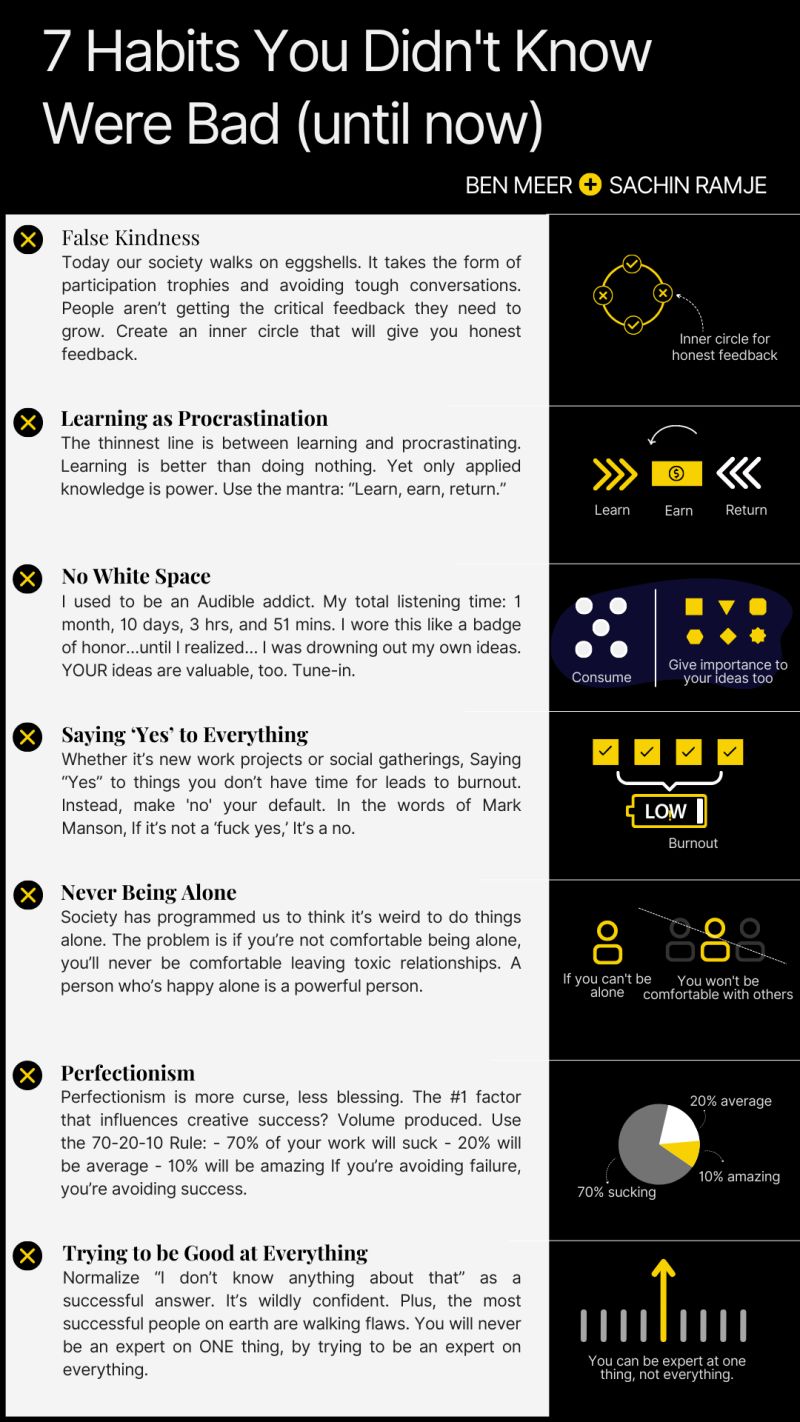 7 Habits You Didn't Know
Were Bad (until now)
BEN MEER + SACHIN RAMJE
False Kindness
Today our society walks on eggshells. It takes the form of
participation trophies and avoiding tough conversations.
People aren’t getting the critical feedback they need to
grow. Create an inner circle that will give you honest
feedback.
Inner circle for
honest feedback
Learning as Procrastination
The thinnest line is between learning and procrastinating.
Learning is better than doing nothing. Yet only applied
knowledge is power. Use the mantra: “Learn, earn, return.”
Learn
Earn
Return
No White Space
I used to be an Audible addict. My total listening time: 1
month, 10 days, 3 hrs, and 51 mins. I wore this like a badge
of honor...until I realized... I was drowning out my own ideas.
YOUR ideas are valuable, too. Tune-in.
Consume
Give importance to
your ideas too
Saying ‘Yes’ to Everything
Whether it’s new work projects or social gatherings, Saying
“Yes” to things you don’t have time for leads to burnout.
Instead, make 'no' your default. In the words of Mark
Manson, If it’s not a ‘fuck yes,’ It’s a no.
LOW
Burnout
Never Being Alone
Society has programmed us to think it’s weird to do things
alone. The problem is if you’re not comfortable being alone,
you’ll never be comfortable leaving toxic relationships. A
person who’s happy alone is a powerful person.
If you can't be
alone
You won't be
comfortable with others
Perfectionism
Perfectionism is more curse, less blessing. The #1 factor
that influences creative success? Volume produced. Use
the 70-20-10 Rule: - 70% of your work will suck - 20% will
be average - 10% will be amazing If you’re avoiding failure,
you’re avoiding success.
20% average
10% amazing
70% sucking
Trying to be Good at Everything
Normalize “I don’t know anything about that” as a
successful answer. It’s wildly confident. Plus, the most
successful people on earth are walking flaws. You will never
be an expert on ONE thing, by trying to be an expert on
everything.
You can be expert at one
thing, not everything.